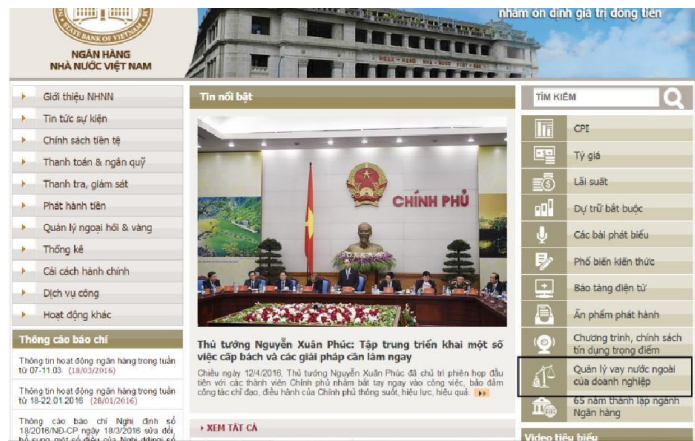 nhằm ổn định giá trị đồng tiền
STATE BANK OF VIETNAM
NGÂN HÀNG
NHÀ NƯỚC VIỆT NAM
Giới thiệu NHNN
Tin tức sự kiện
Chính sách tiền tệ
Thanh toán & ngân quỹ
Thanh tra, giám sát
Phát hành tiền
Quản lý ngoại hối & vàng
Thống kê
Cải cách hành chính
Dịch vụ công
Hoạt động khác
Thông cáo báo chí
Thông tin hoạt động ngân hàng trong tuần
từ 07-11.03 (18/03/2016)
Thông tin hoạt động ngân hàng trong tuần
từ 18-22.01.2016 (28/01/2016)
Thông cáo báo chí Nghị định số
18/2016/NĐ-CP ngày 18/3/2016 sửa đổi,
bổ sung một số điều của Nghị số
Tin nổi bật
CHÍNH PHỦ
Thủ tướng Nguyễn Xuân Phúc: Tập trung triển khai một số
việc cấp bách và các giải pháp cần làm ngay
Chiều ngày 12/4/2016, Thủ tướng Nguyễn Xuân Phúc đã chủ trì phiên họp đầu
tiên với các thành viên Chính phủ nhằm bắt tay ngay vào công việc, bảo đảm
công tác chỉ đạo, điều hành của Chính phủ thông suốt, hiệu lực, hiệu quả.
XEM TẤT CẢ
TÌM KIẾM
CPI
Tỷ giá
Lãi suất
Dự trữ bắt buộc
Các bài phát biểu
Phổ biến kiến thức
Bảo tàng điện tử
Ấn phẩm phát hành
Chương trình, chính sách
tín dụng trọng điểm
Quản lý vay nước ngoài
của doanh nghiệp
65 năm thành lập ngành
Ngân hàng
Video tiêu biểu